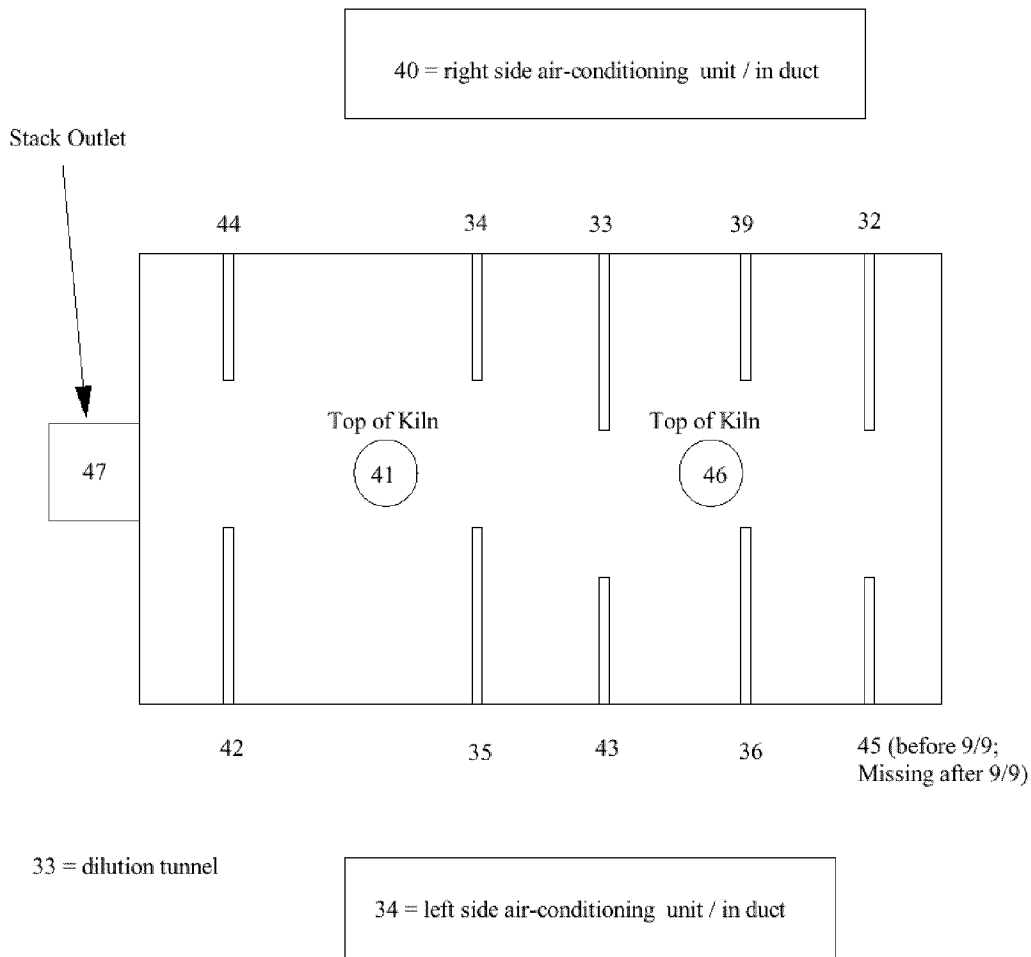 40 = right side air-conditioning unit / in duct
Stack Outlet
44
34
33
39
32
Top of Kiln
Top of Kiln
47
41
46
42
35
43
36
45 (before 9/9;
Missing after 9/9)
33 = dilution tunnel
34 = left side air-conditioning unit / in duct